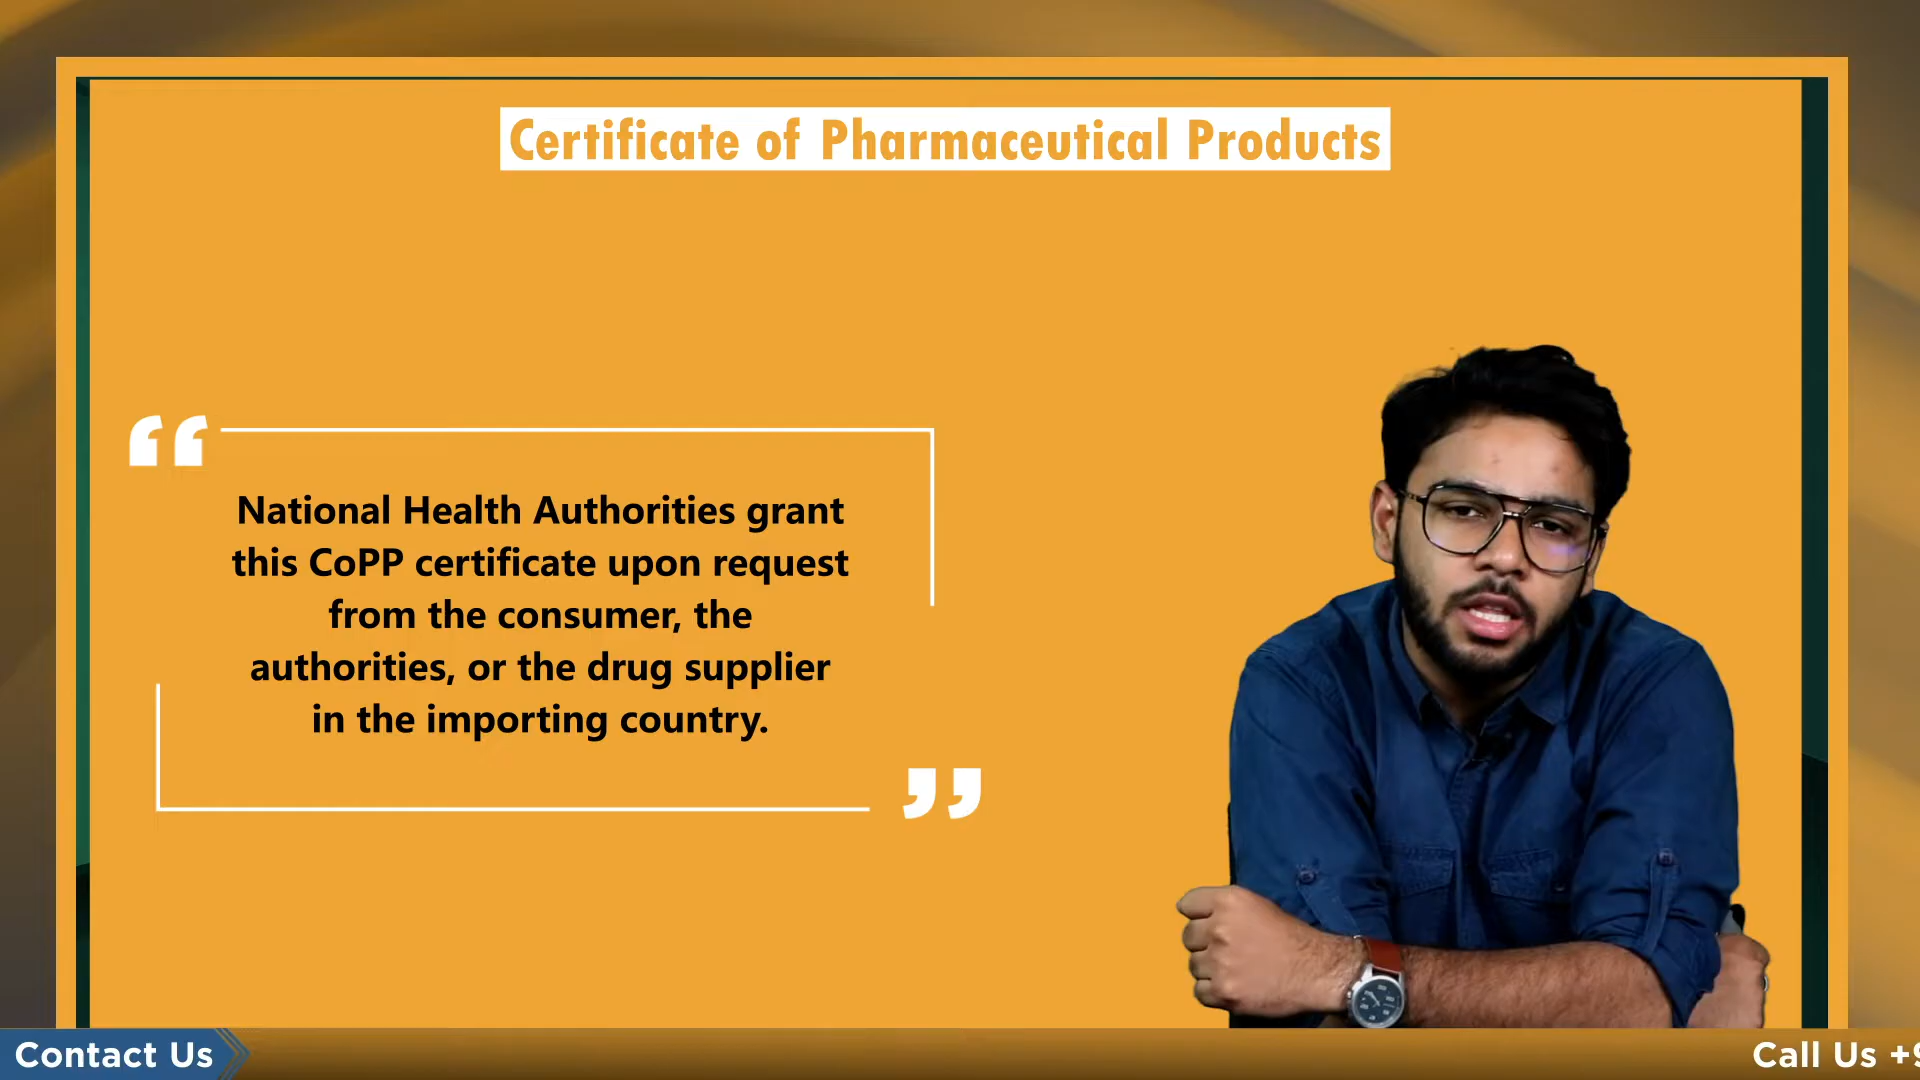 Certificate of Pharmaceutical Products
National Health Authorities grant
this CoPP certificate upon request
from the consumer, the
authorities, or the drug supplier
in the importing country.
Contact Us
Call Us +9